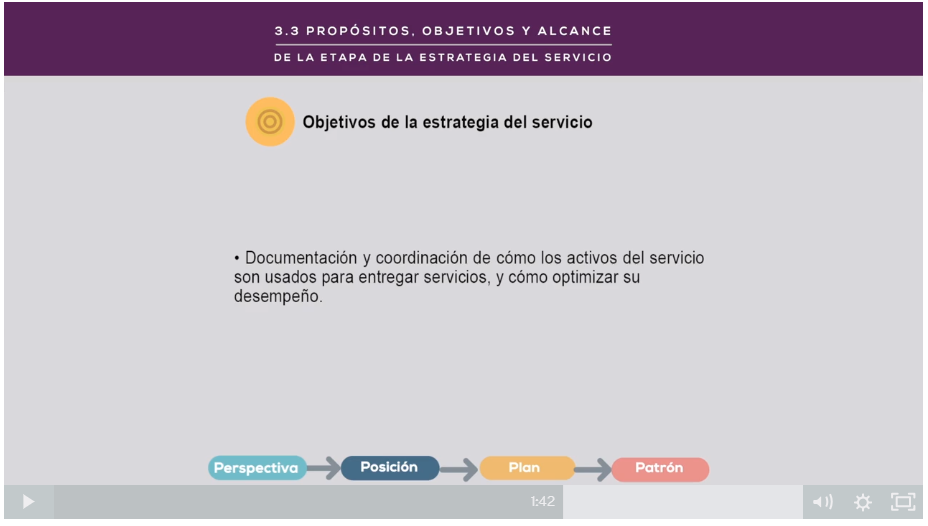 3.3 PROPÓSITOS, OBJETIVOS Y ALCANCE
DE LA ETAPA DE LA ESTRATEGIA DEL SERVICIO
Objetivos de la estrategia del servicio
• Documentación y coordinación de cómo los activos del servicio
son usados para entregar servicios, y cómo optimizar su
desempeño.
Perspectiva Posición Plan Patrón
1:42